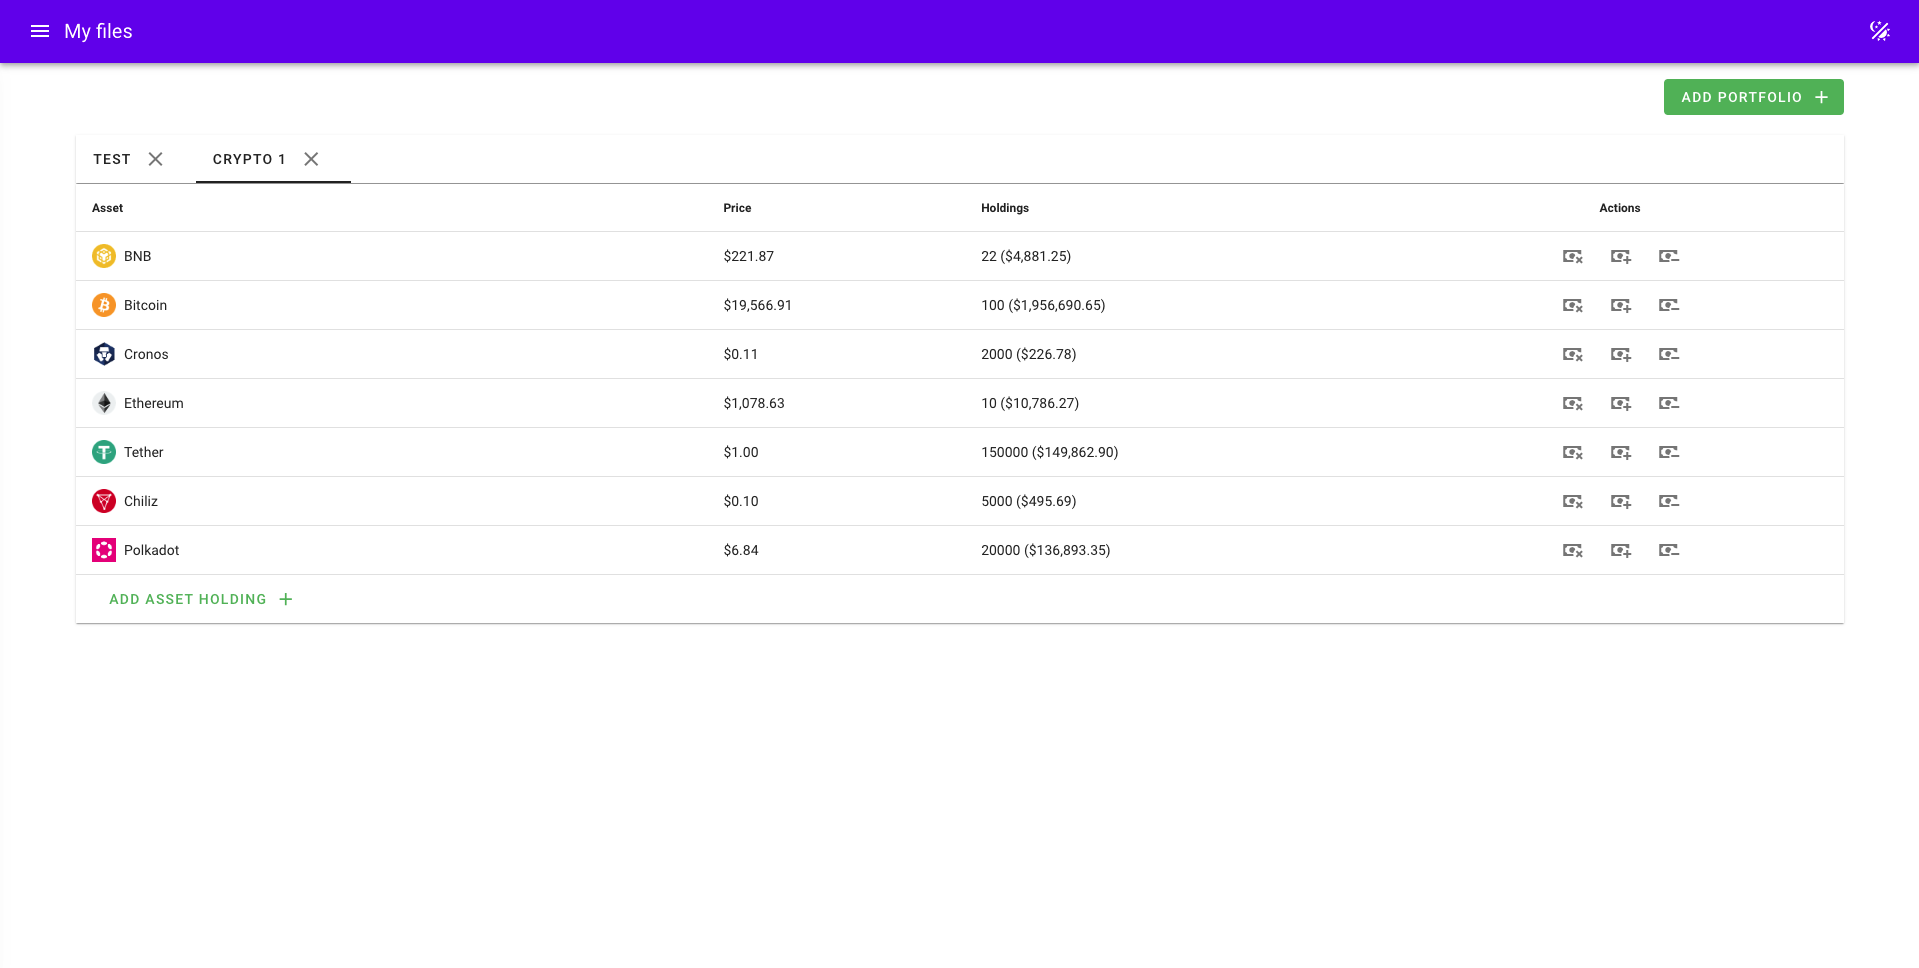 My files
ADD PORTFOLIO
TEST CRYPTO 1
Asset Price Holdings Actions
BNB $221.87 22 ($4,881.25)
Bitcoin $19,566.91 100 ($1,956,690.65)
Cronos $0.11 2000 ($226.78)
Ethereum $1,078.63 10 ($10,786.27)
Tether $1.00 150000 ($149,862.90)
Chiliz $0.10 5000 ($495.69)
Polkadot $6.84 20000 ($136,893.35)
ADD ASSET HOLDING